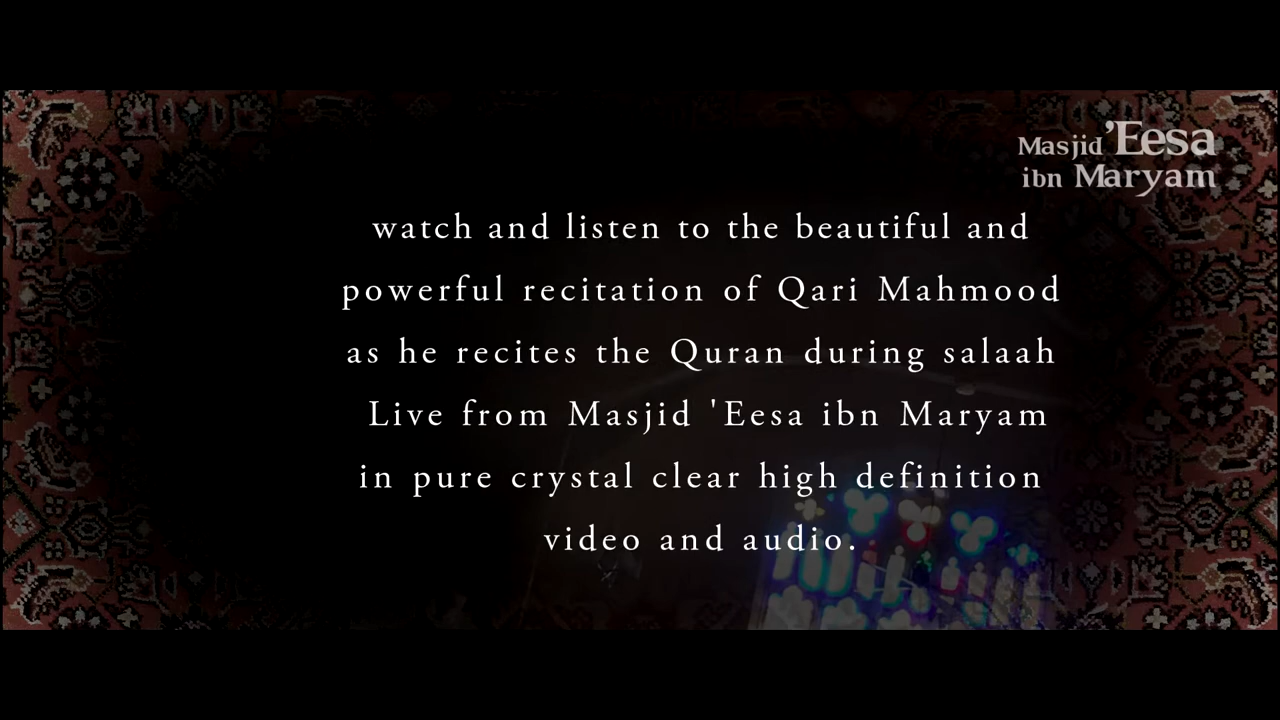 Masjid 'Eesa
ibn Maryam
watch and listen to the beautiful and
powerful recitation of Qari Mahmood
as he recites the Quran during salaah
Live from Masjid 'Eesa ibn Maryam
in pure crystal clear high definition
video and audio.